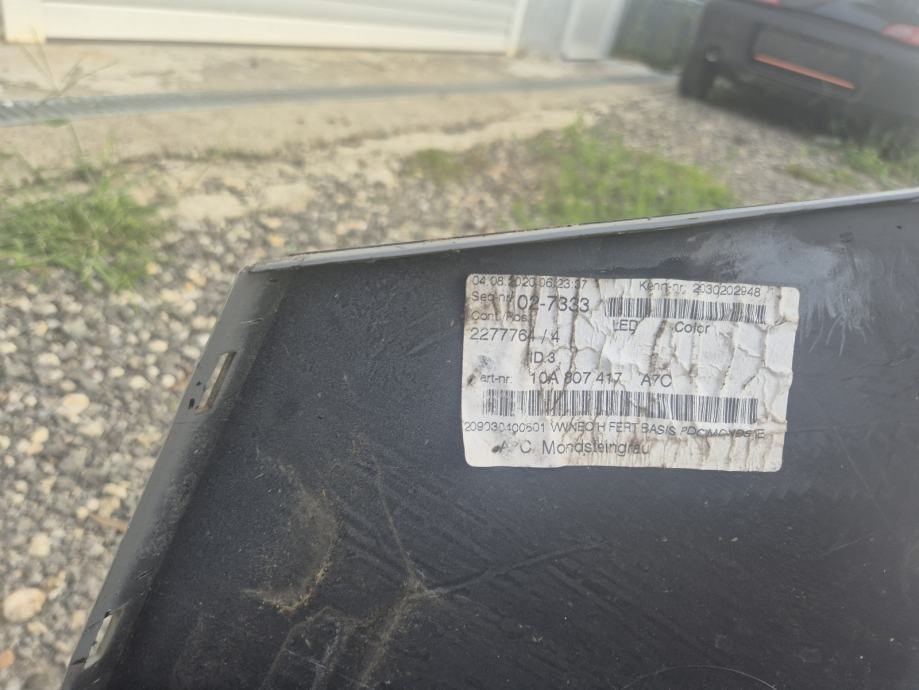 04.08.2020 06:23:37 Kenn-nr. 2030202948
Seq-nr. 02-7333
Cont./Pos. LED Color
2277764 / 4
ID.3
art-nr. 10A 807 417 A7C
209030400601 FERT BASIS
Mondsteingrau